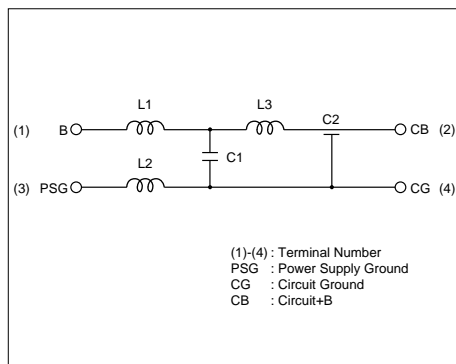 L1 L3 C2
(1) B CB (2)
C1
L2
(3) PSG CG (4)
(1)-(4) : Terminal Number
PSG : Power Supply Ground
CG : Circuit Ground
CB : Circuit+B